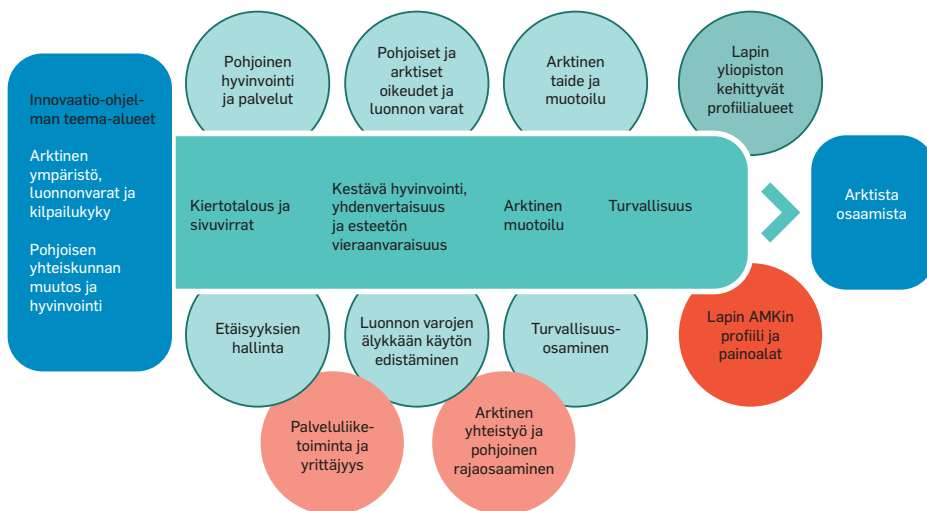 Innovaatio-ohjel-
man teema-alueet
Arktinen
ympäristö,
luonnonvarat ja
kilpailukyky
Pohjoisen
yhteiskunnan
muutos ja
hyvinvointi
Pohjoinen
hyvinvointi
ja palvelut
Pohjoiset ja
arktiset
oikeudet ja
luonnon varat
Arktinen
taide ja
muotoilu
Lapin
yliopiston
kehittyvät
profiilialueet
Kiertotalous ja
sivuvirrat
Kestävä hyvinvointi,
yhdenvertaisuus
ja esteetön
vieraanvaraisuus
Arktinen
muotoilu
Turvallisuus
Arktista
osaamista
Etäisyyksien
hallinta
Luonnon varojen
älykkään käytön
edistäminen
Turvallisuus-
osaminen
Lapin AMKin
profiili ja
painoalat
Palveluliike-
toiminta ja
yrittäjyys
Arktinen
yhteistyö ja
pohjoinen
rajaosaaminen